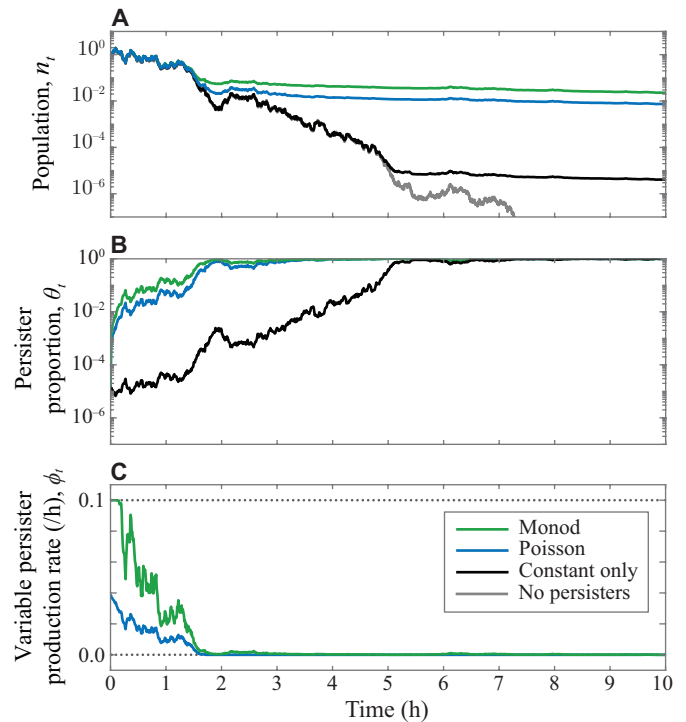 A
Population, n_t
10^0
10^-2
10^-4
10^-6
B
Persister
proportion, θ_t
10^0
10^-2
10^-4
10^-6
C
Variable persister
production rate (/h), ϕ_t
0.1
0.0
Monod
Poisson
Constant only
No persisters
0 1 2 3 4 5 6 7 8 9 10
Time (h)